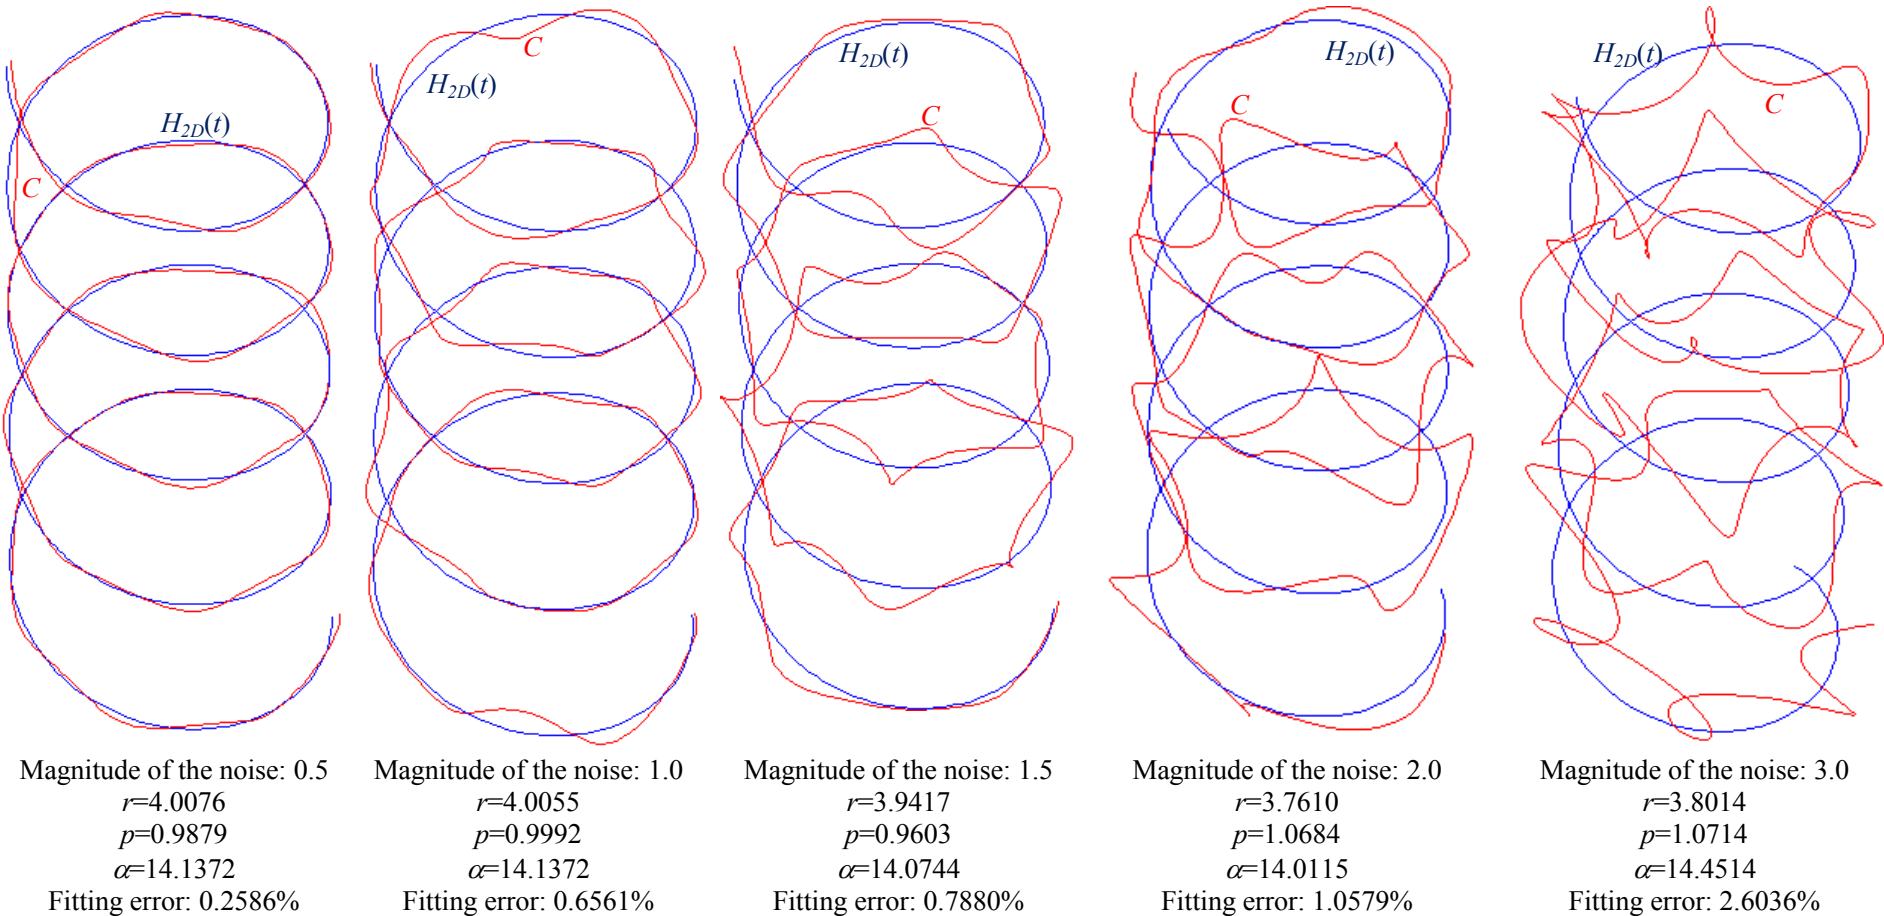 H2D(t)
C
Magnitude of the noise: 0.5
r=4.0076
p=0.9879
α=14.1372
Fitting error: 0.2586%
C
H2D(t)
Magnitude of the noise: 1.0
r=4.0055
p=0.9992
α=14.1372
Fitting error: 0.6561%
H2D(t)
C
Magnitude of the noise: 1.5
r=3.9417
p=0.9603
α=14.0744
Fitting error: 0.7880%
H2D(t)
C
Magnitude of the noise: 2.0
r=3.7610
p=1.0684
α=14.0115
Fitting error: 1.0579%
H2D(t)
C
Magnitude of the noise: 3.0
r=3.8014
p=1.0714
α=14.4514
Fitting error: 2.6036%